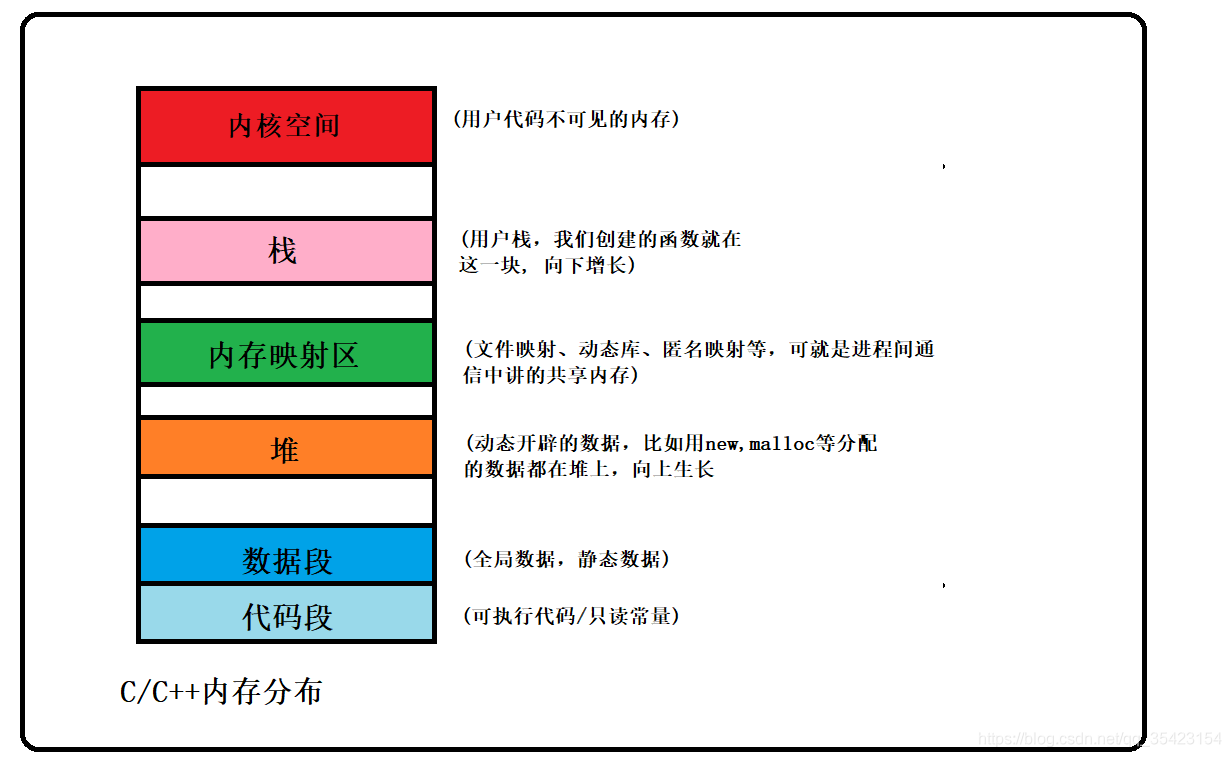 内核空间
(用户代码不可见的内存)
栈
(用户栈，我们创建的函数就在
这一块, 向下增长)
内存映射区
(文件映射、动态库、匿名映射等，可就是进程间通
信中讲的共享内存)
堆
(动态开辟的数据，比如用new,malloc等分配
的数据都在堆上，向上生长
数据段
(全局数据，静态数据)
代码段
(可执行代码/只读常量)
C/C++内存分布
https://blog.csdn.net/qq_35423154